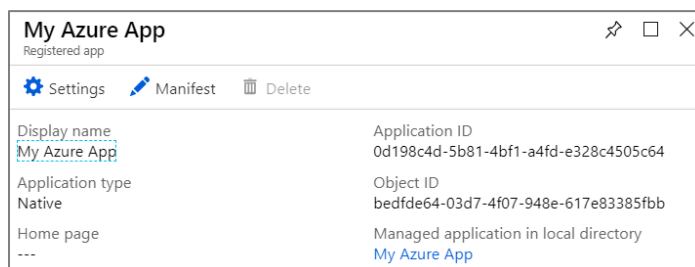 My Azure App
Registered app
Settings Manifest Delete
Display name
My Azure App
Application type
Native
Home page
---
Application ID
0d198c4d-5b81-4bf1-a4fd-e328c4505c64
Object ID
bedfde64-03d7-4f07-948e-617e83385fbb
Managed application in local directory
My Azure App